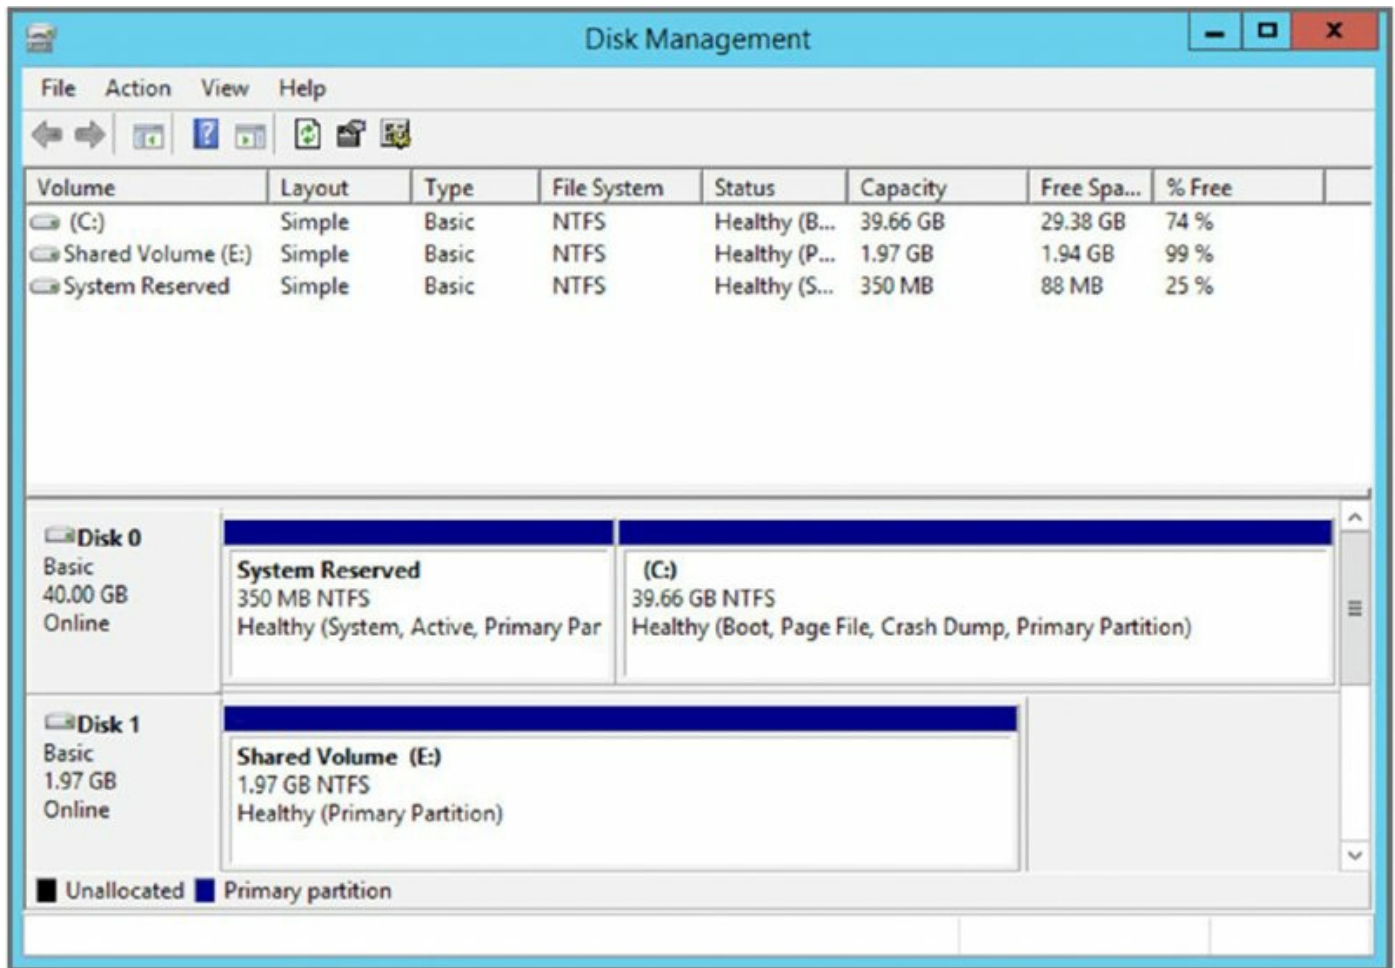 Disk Management
File Action View Help
Volume Layout Type File System Status Capacity Free Spa... % Free
(C:) Simple Basic NTFS Healthy (B... 39.66 GB 29.38 GB 74 %
Shared Volume (E:) Simple Basic NTFS Healthy (P... 1.97 GB 1.94 GB 99 %
System Reserved Simple Basic NTFS Healthy (S... 350 MB 88 MB 25 %
Disk 0
Basic
40.00 GB
Online
System Reserved
350 MB NTFS
Healthy (System, Active, Primary Par
(C:)
39.66 GB NTFS
Healthy (Boot, Page File, Crash Dump, Primary Partition)
Disk 1
Basic
1.97 GB
Online
Shared Volume (E:)
1.97 GB NTFS
Healthy (Primary Partition)
Unallocated Primary partition